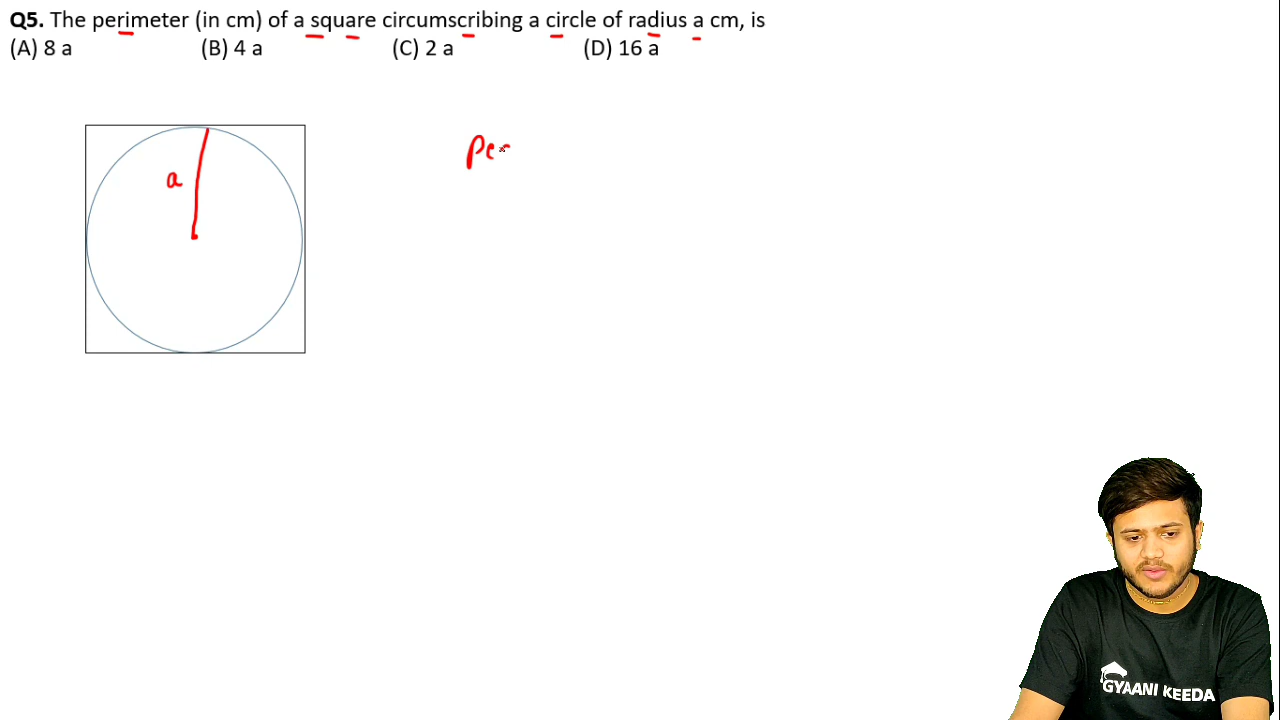 Q5. The perimeter (in cm) of a square circumscribing a circle of radius a cm, is
(A) 8 a (B) 4 a (C) 2 a (D) 16 a
a
Per
GYAANI KEEDA